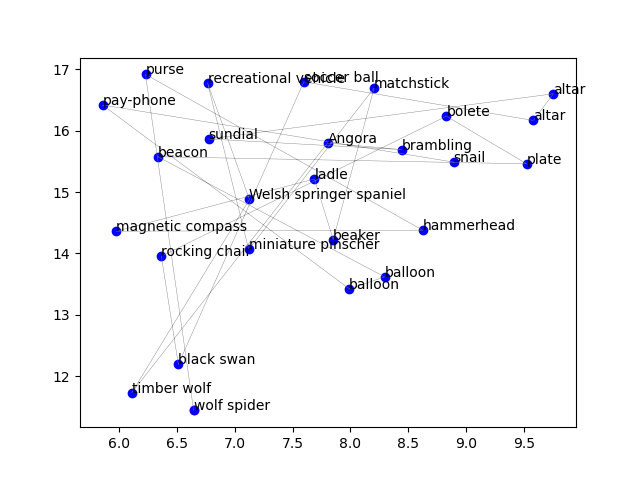 17
purse
recreational vehicle
soccer ball
matchstick
altar
pay-phone
bolete
altar
16
sundial
Angora
brambling
beacon
snail
plate
ladle
15
Welsh springer spaniel
magnetic compass
hammerhead
beaker
miniature pinscher
rocking chair
14
balloon
balloon
13
black swan
12
timber wolf
wolf spider
6.0 6.5 7.0 7.5 8.0 8.5 9.0 9.5